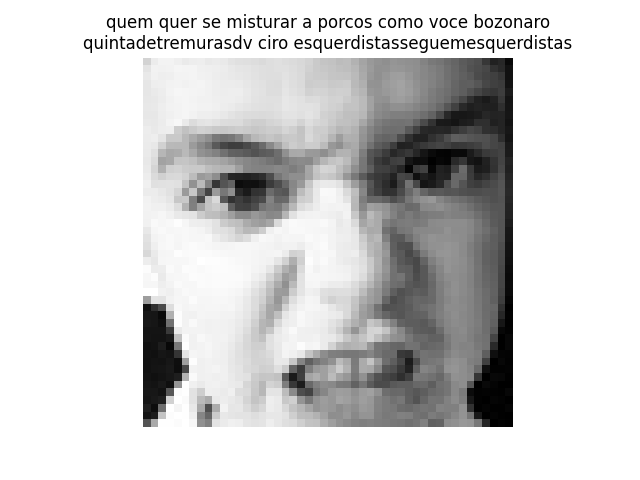 quem quer se misturar a porcos como voce bozonaro
quintadetremurasdv ciro esquerdistasseguemesquerdistas